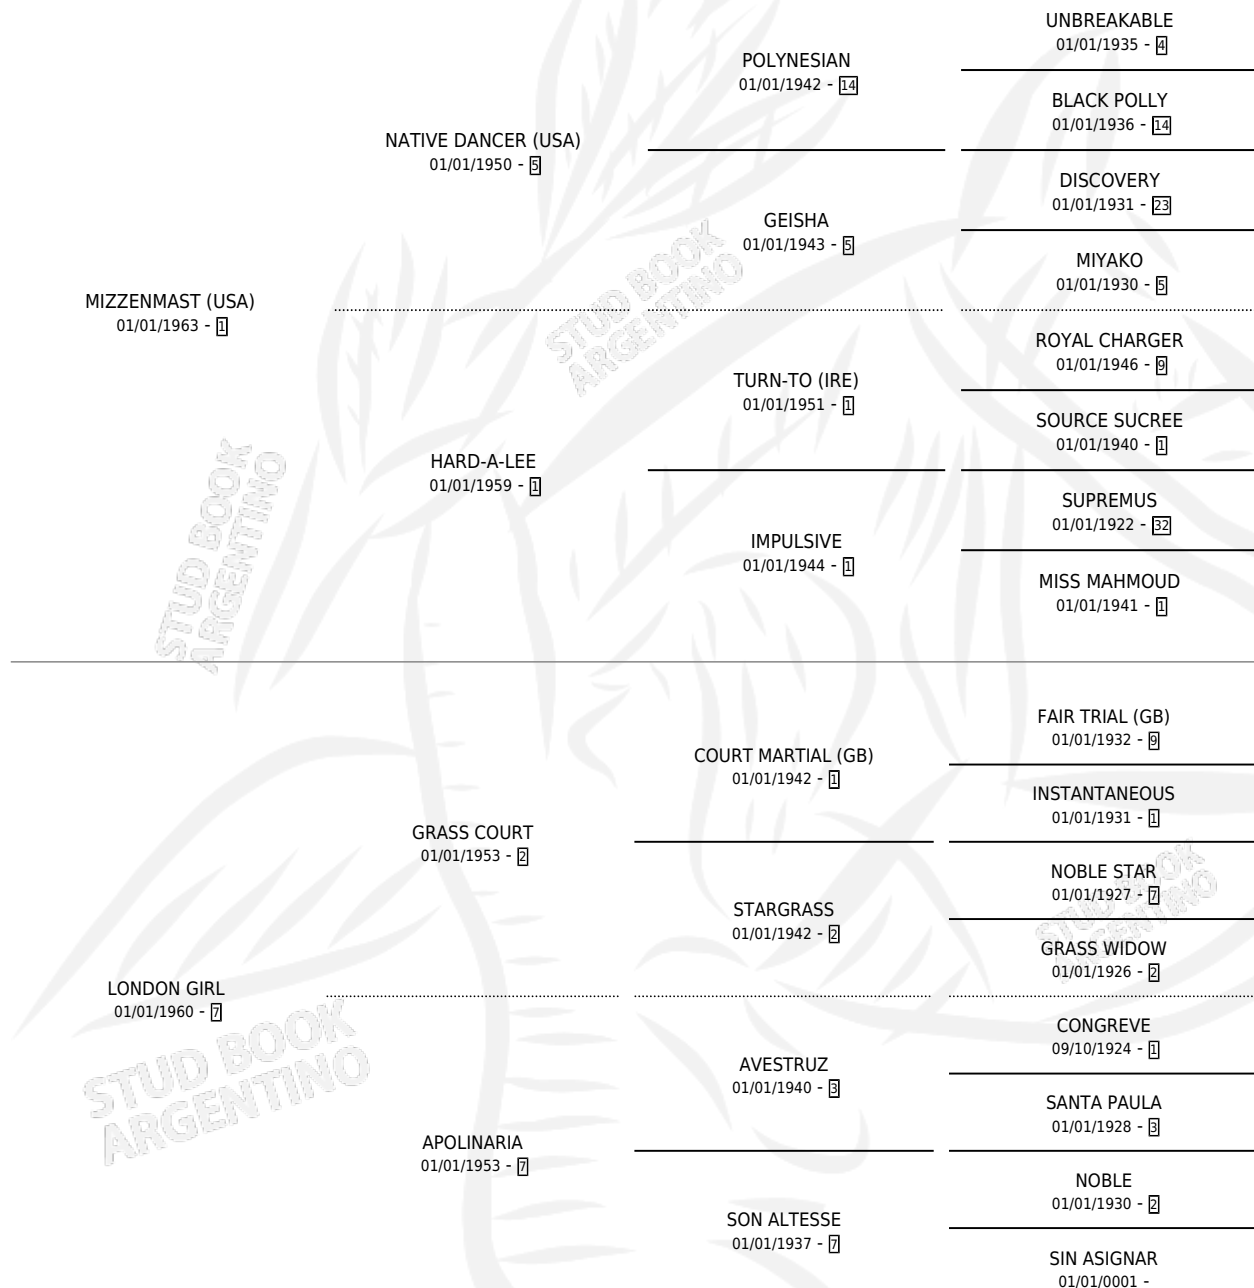 UNBREAKABLE
01/01/1935 - 4
POLYNESIAN
01/01/1942 - 14
BLACK POLLY
01/01/1936 - 14
NATIVE DANCER (USA)
01/01/1950 - 5
DISCOVERY
01/01/1931 - 23
GEISHA
01/01/1943 - 5
MIYAKO
01/01/1930 - 5
MIZZENMAST (USA)
01/01/1963 - 1
ROYAL CHARGER
01/01/1946 - 9
TURN-TO (IRE)
01/01/1951 - 1
SOURCE SUCREE
01/01/1940 - 1
HARD-A-LEE
01/01/1959 - 1
SUPREMUS
01/01/1922 - 32
IMPULSIVE
01/01/1944 - 1
MISS MAHMOUD
01/01/1941 - 1
FAIR TRIAL (GB)
01/01/1932 - 9
COURT MARTIAL (GB)
01/01/1942 - 1
INSTANTANEOUS
01/01/1931 - 1
GRASS COURT
01/01/1953 - 2
NOBLE STAR
01/01/1927 - 7
STARGRASS
01/01/1942 - 2
GRASS WIDOW
01/01/1926 - 2
LONDON GIRL
01/01/1960 - 7
CONGREVE
09/10/1924 - 1
AVESTRUZ
01/01/1940 - 3
SANTA PAULA
01/01/1928 - 3
APOLINARIA
01/01/1953 - 7
NOBLE
01/01/1930 - 2
SON ALTESSE
01/01/1937 - 7
SIN ASIGNAR
01/01/0001 -
STUD BOOK
ARGENTINO
STUD BOOK
ARGENTINO
STUD BOOK
ARGENTINO
STUD BOOK
ARGENTINO